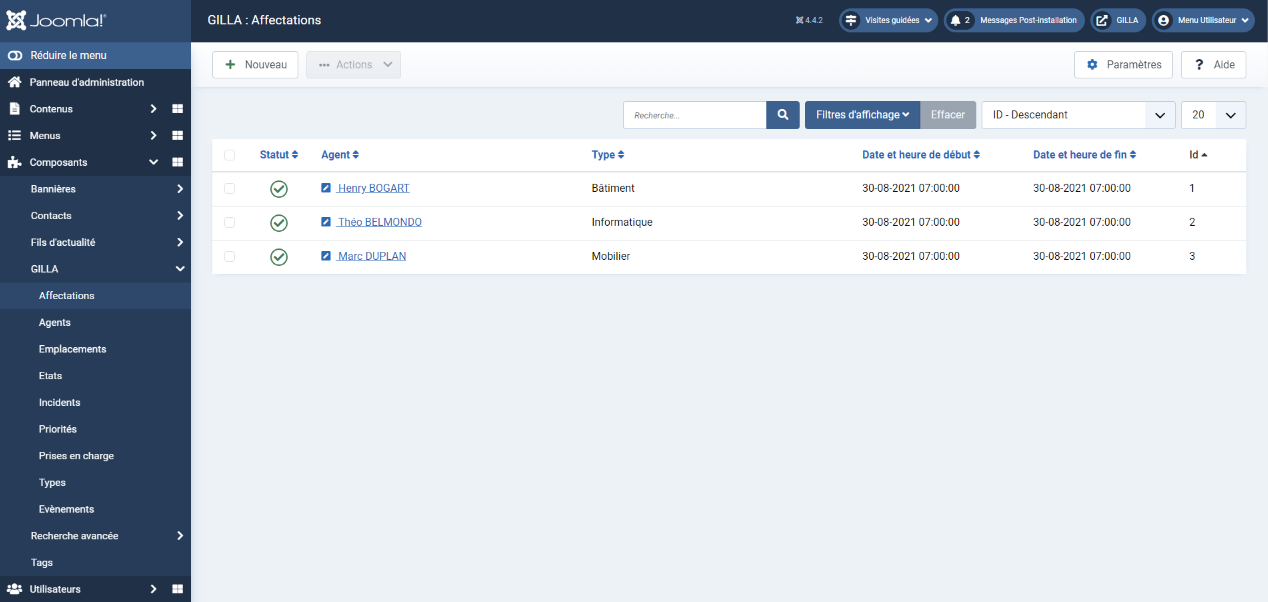 Joomla!®
GILLA : Affectations
4.4.2
Visites guidées
2 Messages Post-installation
GILLA
Menu Utilisateur
Réduire le menu
Panneau d'administration
Contenus
Menus
Composants
Bannières
Contacts
Fils d'actualité
GILLA
Affectations
Agents
Emplacements
Etats
Incidents
Priorités
Prises en charge
Types
Evènements
Recherche avancée
Tags
Utilisateurs
+ Nouveau
Actions
Paramètres
? Aide
Recherche...
Filtres d'affichage
Effacer
ID - Descendant
20
Statut Agent Type Date et heure de début Date et heure de fin Id
Henry BOGART Bâtiment 30-08-2021 07:00:00 30-08-2021 07:00:00 1
Théo BELMONDO Informatique 30-08-2021 07:00:00 30-08-2021 07:00:00 2
Marc DUPLAN Mobilier 30-08-2021 07:00:00 30-08-2021 07:00:00 3